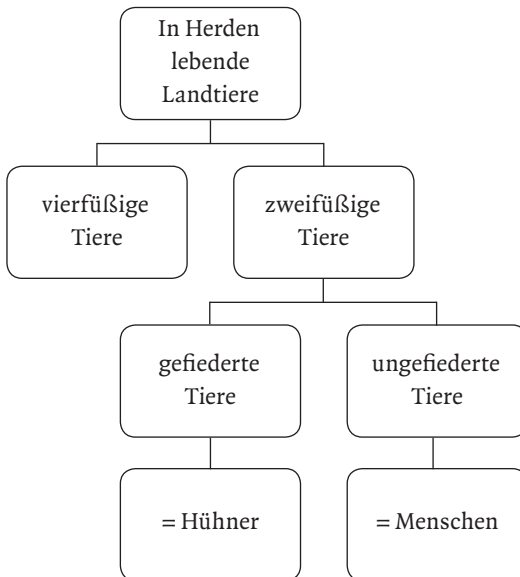 In Herden
lebende
Landtiere
vierfüßige
Tiere
zweifüßige
Tiere
gefiederte
Tiere
ungefiederte
Tiere
= Hühner
= Menschen